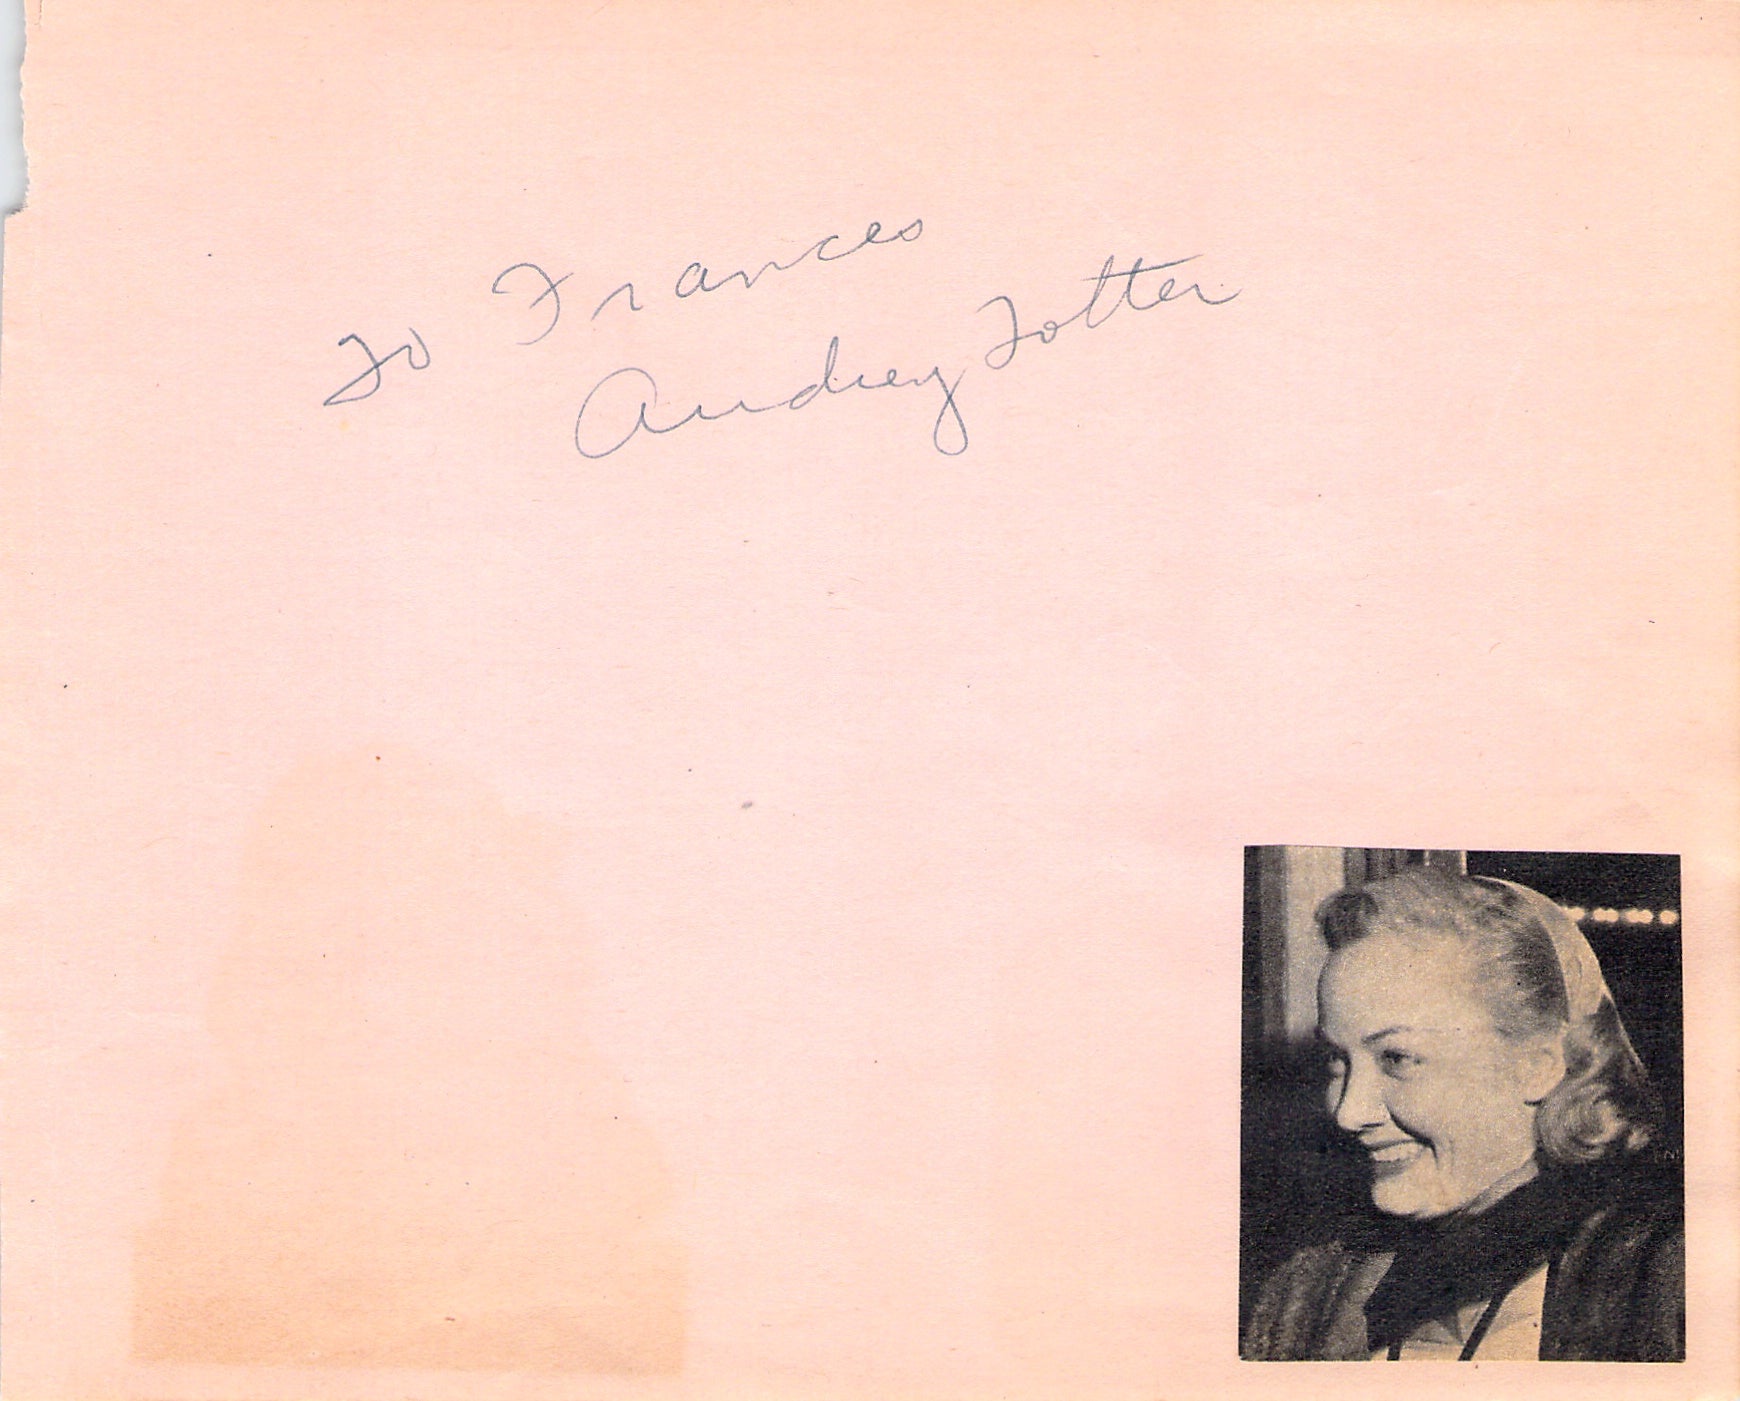 To Frances
Audrey Totter